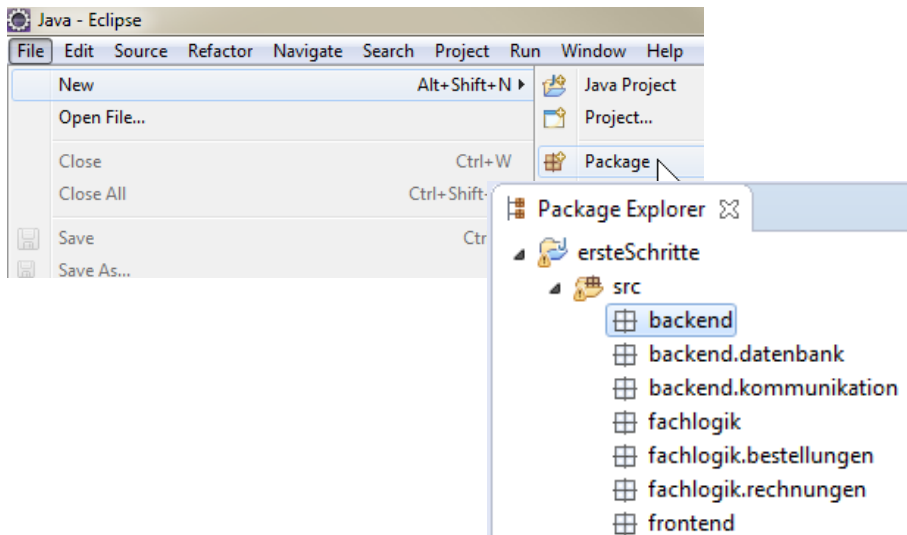 Java - Eclipse
File Edit Source Refactor Navigate Search Project Run Window Help
New Alt+Shift+N
Java Project
Open File...
Project...
Close Ctrl+W
Package
Close All Ctrl+Shift-
Save Ctr
Save As...
Package Explorer
ersteSchritte
src
backend
backend.datenbank
backend.kommunikation
fachlogik
fachlogik.bestellungen
fachlogik.rechnungen
frontend